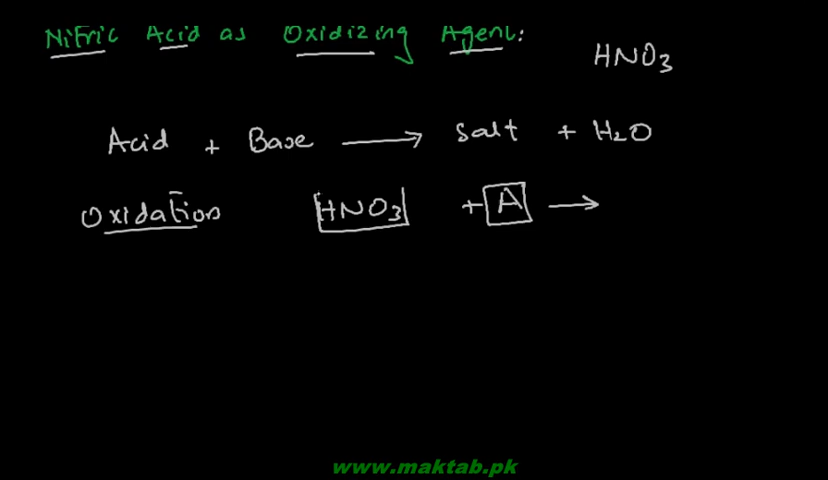 Nitric Acid as Oxidizing Agent:
HNO3
Acid + Base ⟶ Salt + H2O
Oxidation HNO3 + A ⟶
www.maktab.pk